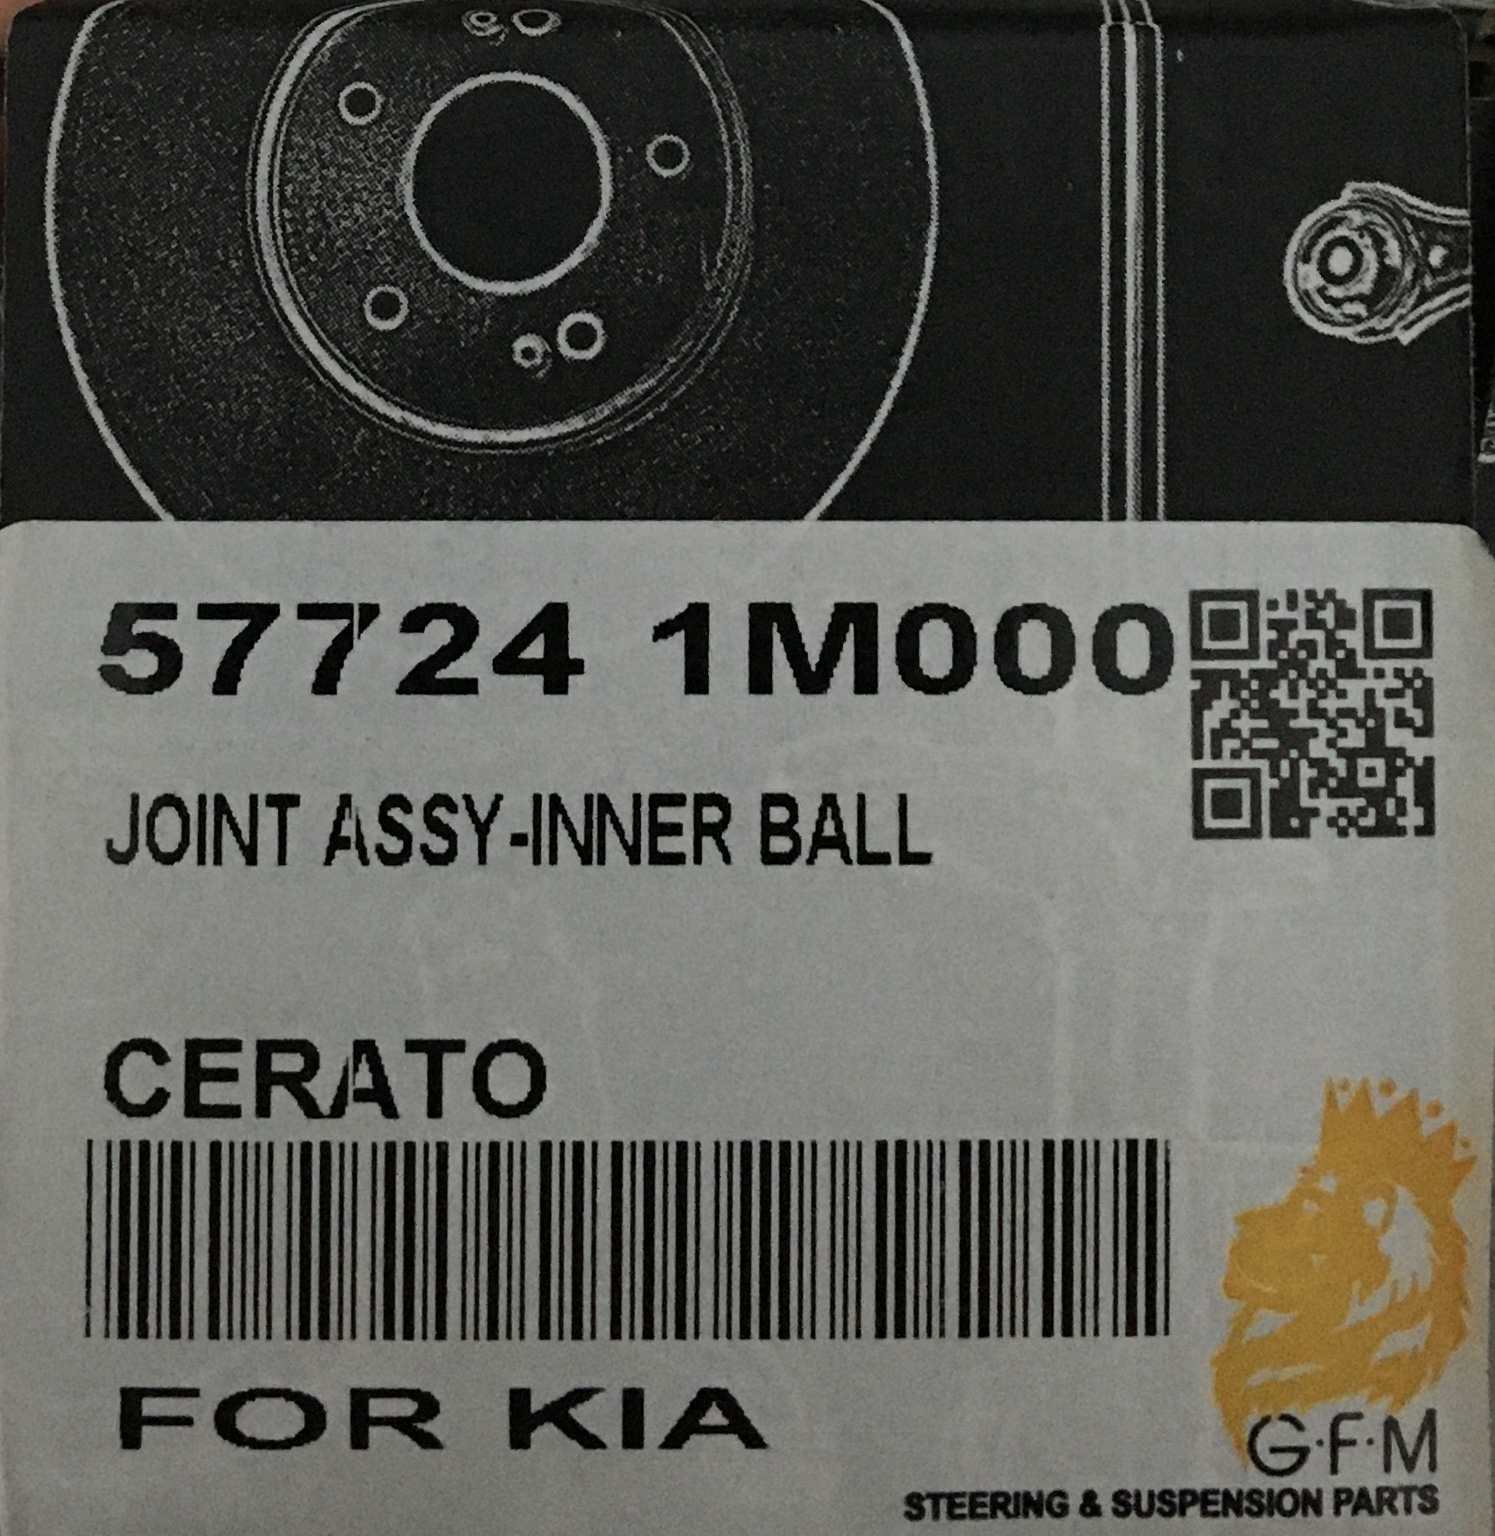 57724 1M000
JOINT ASSY-INNER BALL
CERATO
FOR KIA
G·F·M
STEERING & SUSPENSION PARTS